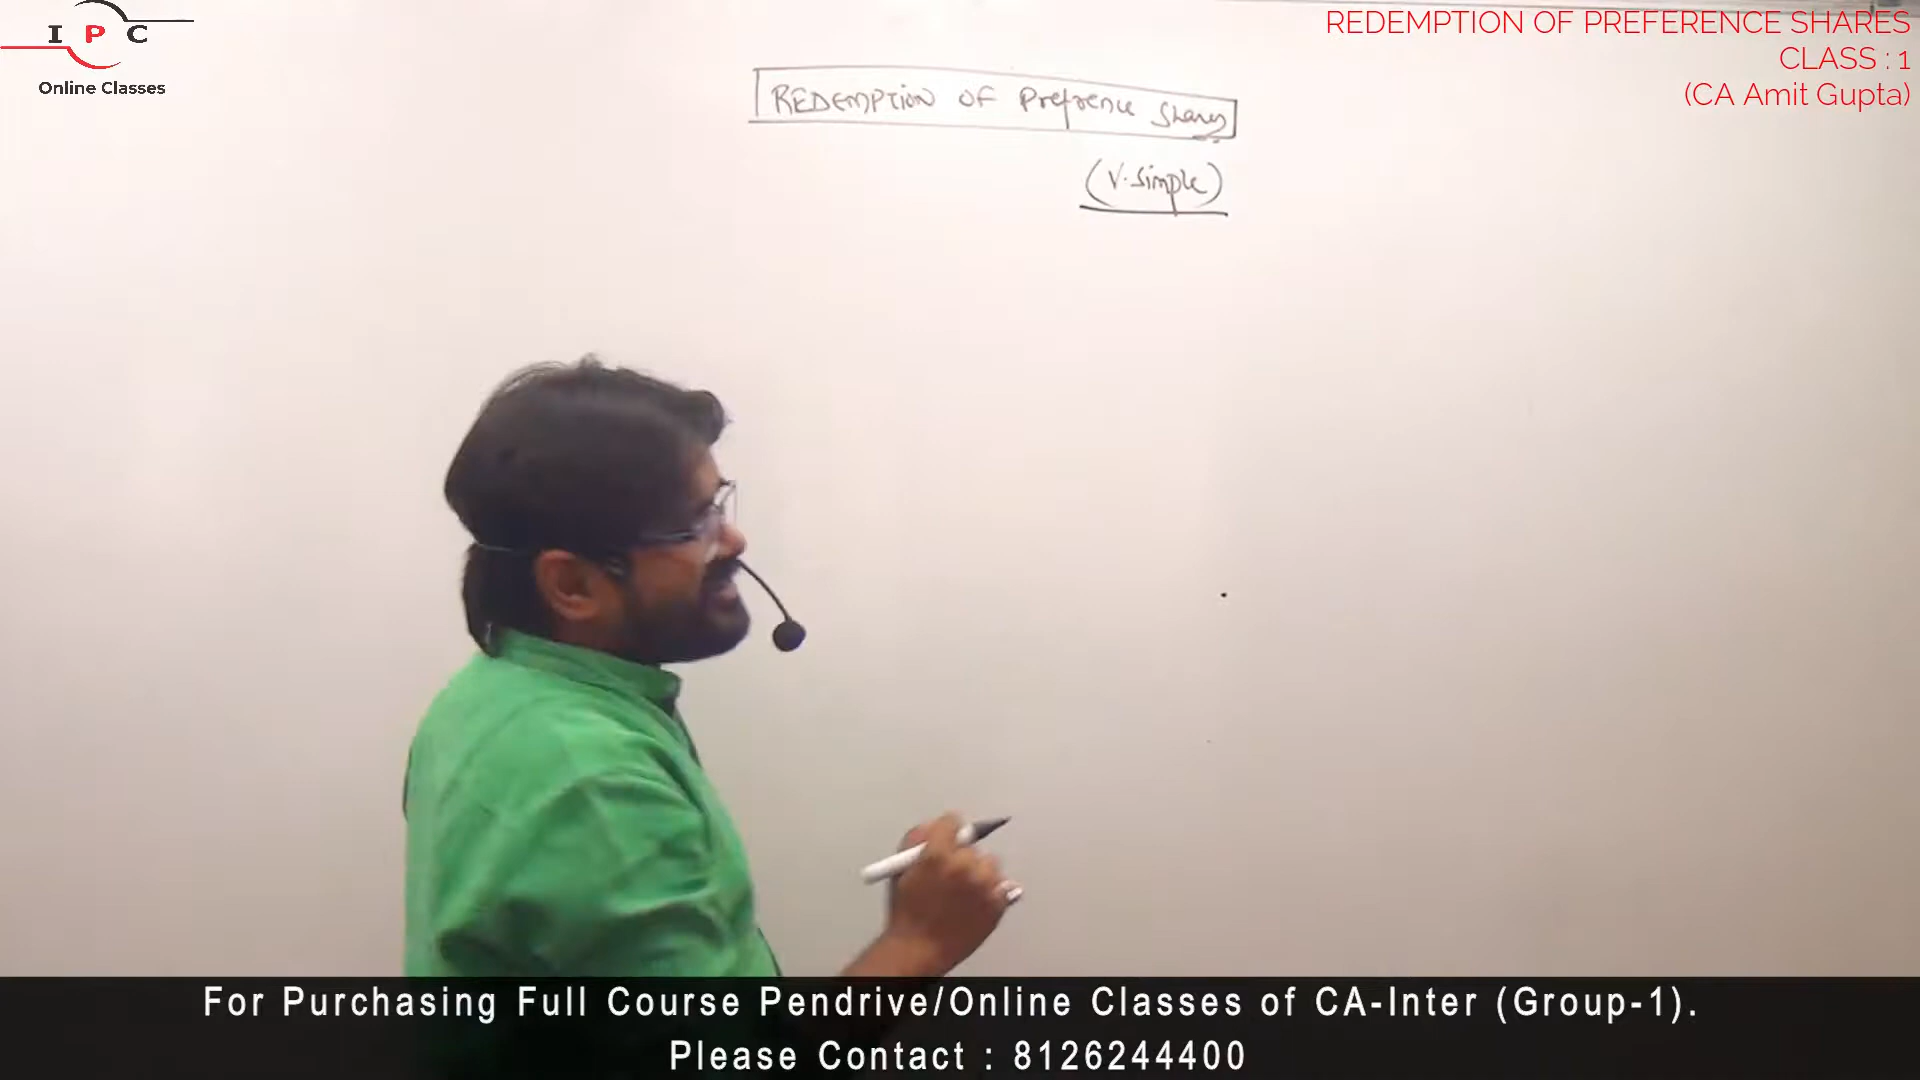 I P C
Online Classes
REDEMPTION OF PREFERENCE SHARES
CLASS : 1
(CA Amit Gupta)
REDEMPTION OF Prefrence Shares
(V. Simple)
For Purchasing Full Course Pendrive/Online Classes of CA-Inter (Group-1).
Please Contact : 8126244400